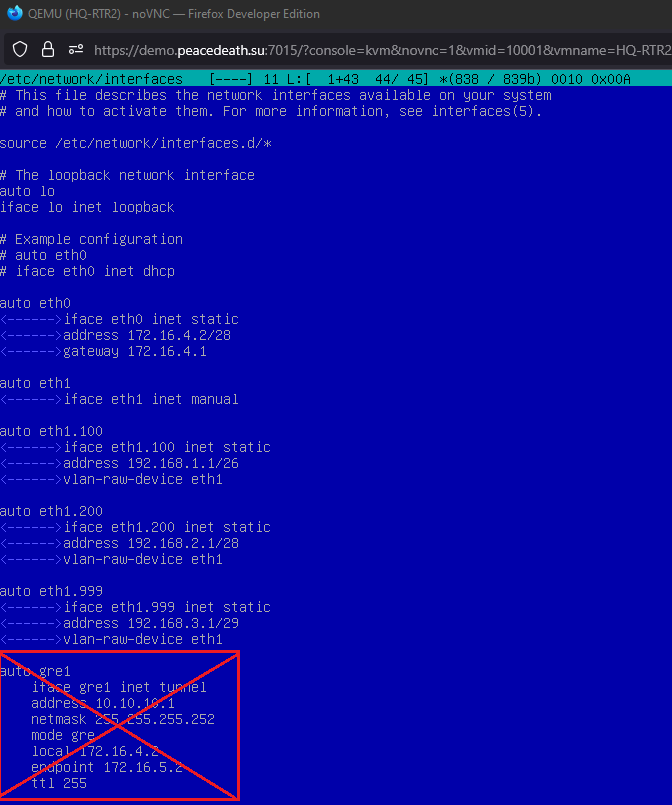 QEMU (HQ-RTR2) - noVNC — Firefox Developer Edition
https://demo.peacedeath.su:7015/?console=kvm&novnc=1&vmid=10001&vmname=HQ-RTR2
/etc/network/interfaces   [----] 11 L:[  1+43  44/ 45] *(838 / 839b) 0010 0x00A
# This file describes the network interfaces available on your system
# and how to activate them. For more information, see interfaces(5).
source /etc/network/interfaces.d/*
# The loopback network interface
auto lo
iface lo inet loopback
# Example configuration
# auto eth0
# iface eth0 inet dhcp
auto eth0
<------>iface eth0 inet static
<------>address 172.16.4.2/28
<------>gateway 172.16.4.1
auto eth1
<------>iface eth1 inet manual
auto eth1.100
<------>iface eth1.100 inet static
<------>address 192.168.1.1/26
<------>vlan-raw-device eth1
auto eth1.200
<------>iface eth1.200 inet static
<------>address 192.168.2.1/28
<------>vlan-raw-device eth1
auto eth1.999
<------>iface eth1.999 inet static
<------>address 192.168.3.1/29
<------>vlan-raw-device eth1
auto gre1
    iface gre1 inet tunnel
    address 10.10.10.1
    netmask 255.255.255.252
    mode gre
    local 172.16.4.2
    endpoint 172.16.5.2
    ttl 255